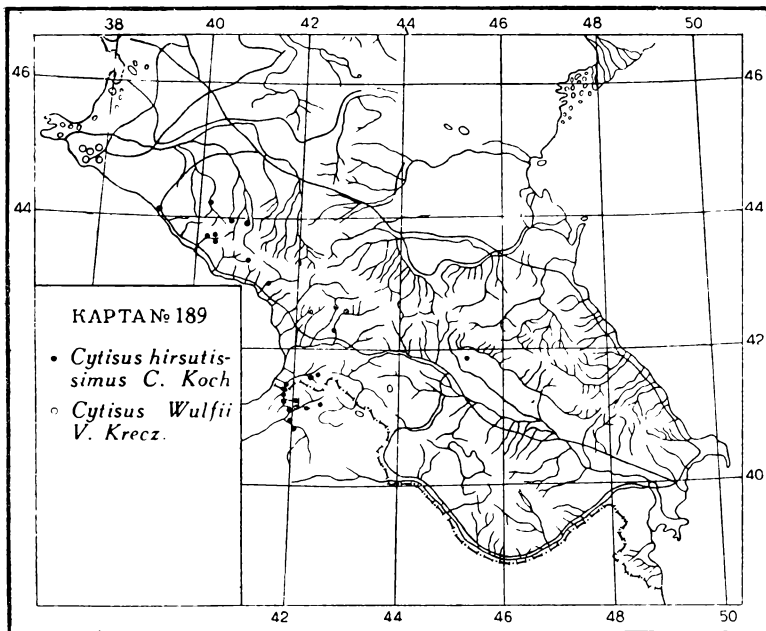 38 40 42 44 46 48 50
46 46
44 44
КАРТА № 189
Cytisus hirsutis-
simus C. Koch
Cytisus Wulfii
V. Krecz.
42 42
40 40
42 44 46 48 50